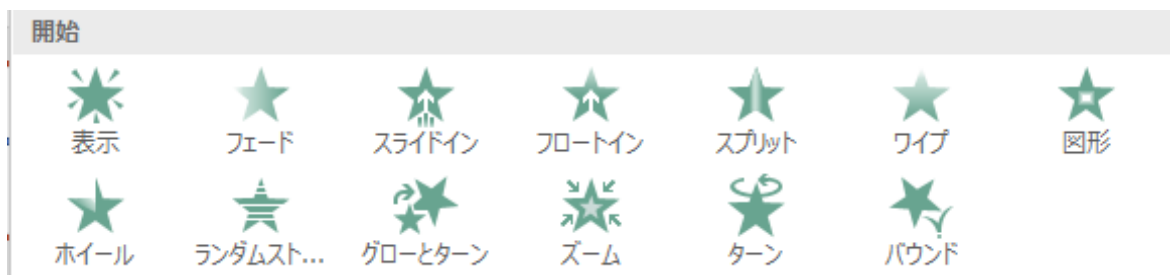 開始
表示 フェード スライドイン フロートイン スプリット ワイプ 図形
ホイール ランダムスト... グローとターン ズーム ターン バウンド